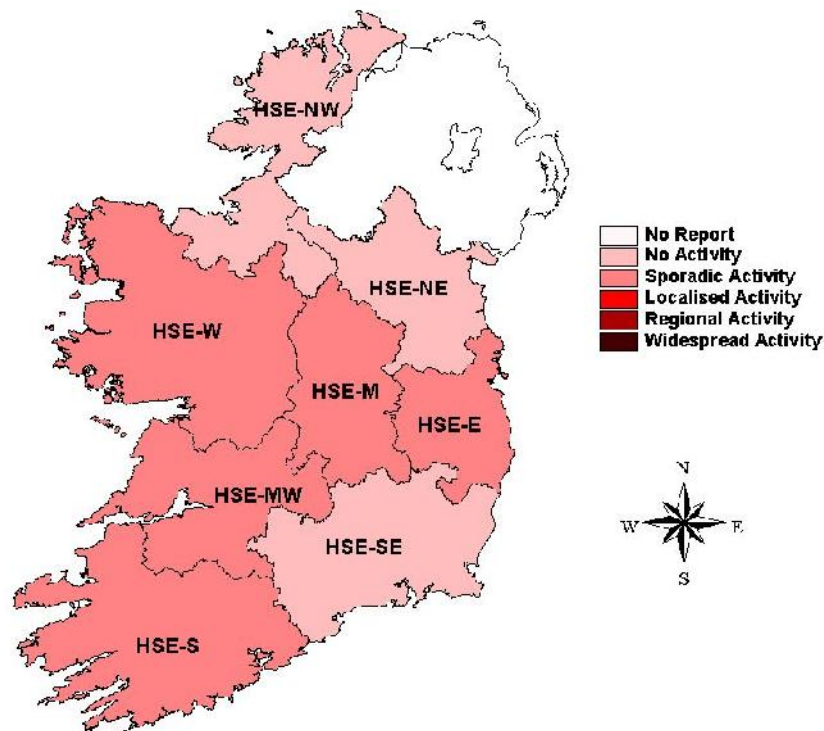 HSE-NW
No Report
No Activity
HSE-NE
Sporadic Activity
Localised Activity
HSE-W
Regional Activity
Widespread Activity
HSE-M
HSE-E
N
HSE-MW
W E
HSE-SE
S
HSE-S